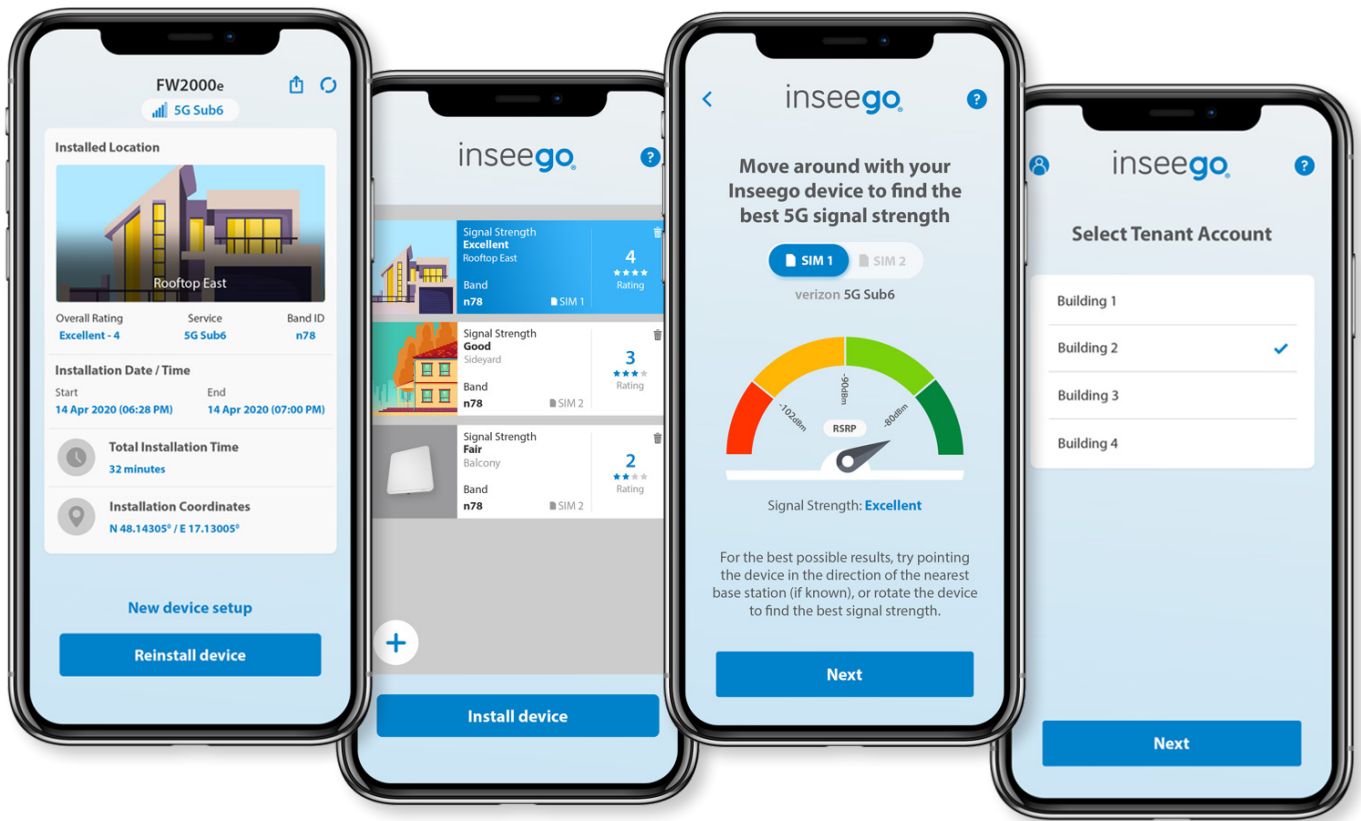 FW2000e
5G Sub6
Installed Location
Rooftop East
Overall Rating Service Band ID
Excellent - 4 5G Sub6 n78
Installation Date / Time
Start End
14 Apr 2020 (06:28 PM) 14 Apr 2020 (07:00 PM)
Total Installation Time
32 minutes
Installation Coordinates
N 48.14305° / E 17.13005°
New device setup
Reinstall device
inseego®
?
Signal Strength
Excellent
Rooftop East
Band
n78
SIM 1
4
Rating
Signal Strength
Good
Sideyard
Band
n78
SIM 2
3
Rating
Signal Strength
Fair
Balcony
Band
n78
SIM 2
2
Rating
+
Install device
inseego®
?
Move around with your
Inseego device to find the
best 5G signal strength
SIM 1 SIM 2
verizon 5G Sub6
-102dBm
-90dBm
-80dBm
RSRP
Signal Strength: Excellent
For the best possible results, try pointing
the device in the direction of the nearest
base station (if known), or rotate the device
to find the best signal strength.
Next
inseego®
?
Select Tenant Account
Building 1
Building 2
Building 3
Building 4
Next